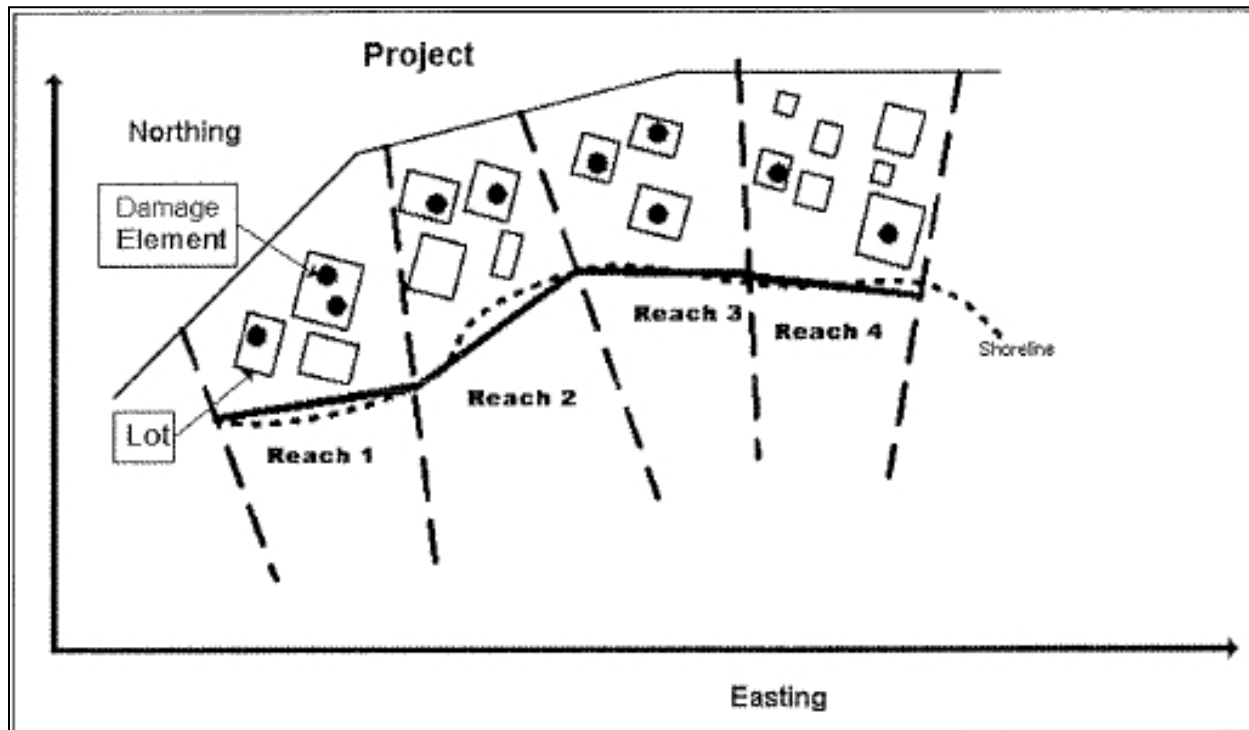 Project
Northing
Damage
Element
Reach 3
Reach 4
Shoreline
Reach 2
Lot
Reach 1
Easting